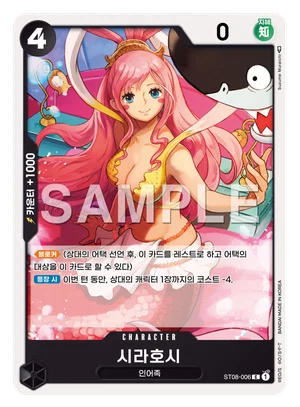 4
0
지혜
知
카운터 +1000
SAMPLE
블로커 (상대의 어택 선언 후, 이 카드를 레스트로 하고 어택의
대상을 이 카드로 할 수 있다)
등장 시 이번 턴 동안, 상대의 캐릭터 1장까지의 코스트 -4.
CHARACTER
시라호시
인어족
ST08-006 C
1
BANDAI MADE IN KOREA